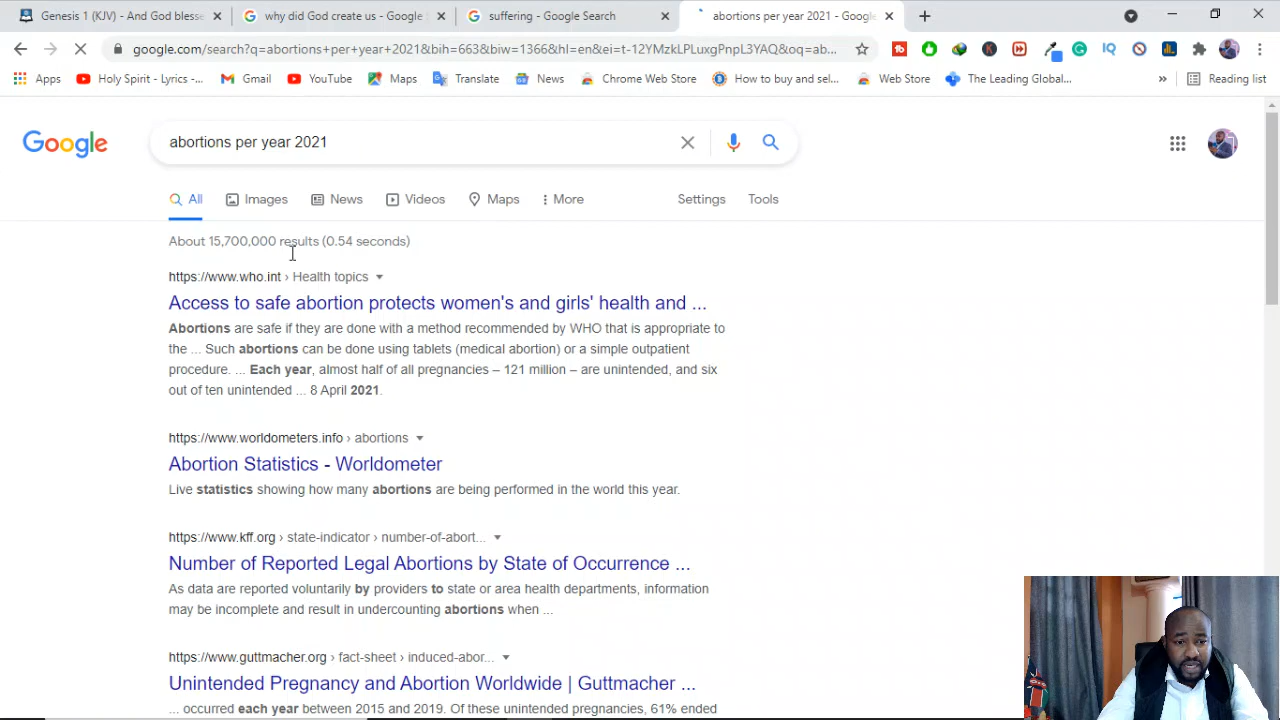 Genesis 1 (KJV) - And God blesse
why did God create us - Google S
suffering - Google Search
abortions per year 2021 - Google
google.com/search?q=abortions+per+year+2021&bih=663&biw=1366&hl=en&ei=t-12YMzkLPLuxgPnpL3YAQ&oq=ab...
Apps
Holy Spirit - Lyrics -...
Gmail
YouTube
Maps
Translate
News
Chrome Web Store
How to buy and sel...
Web Store
The Leading Global...
»
Reading list
Google
abortions per year 2021
All
Images
News
Videos
Maps
More
Settings
Tools
About 15,700,000 results (0.54 seconds)
https://www.who.int › Health topics
Access to safe abortion protects women's and girls' health and ...
Abortions are safe if they are done with a method recommended by WHO that is appropriate to
the ... Such abortions can be done using tablets (medical abortion) or a simple outpatient
procedure. ... Each year, almost half of all pregnancies – 121 million – are unintended, and six
out of ten unintended ... 8 April 2021.
https://www.worldometers.info › abortions
Abortion Statistics - Worldometer
Live statistics showing how many abortions are being performed in the world this year.
https://www.kff.org › state-indicator › number-of-abort...
Number of Reported Legal Abortions by State of Occurrence ...
As data are reported voluntarily by providers to state or area health departments, information
may be incomplete and result in undercounting abortions when ...
https://www.guttmacher.org › fact-sheet › induced-abor...
Unintended Pregnancy and Abortion Worldwide | Guttmacher ...
... occurred each year between 2015 and 2019. Of these unintended pregnancies, 61% ended